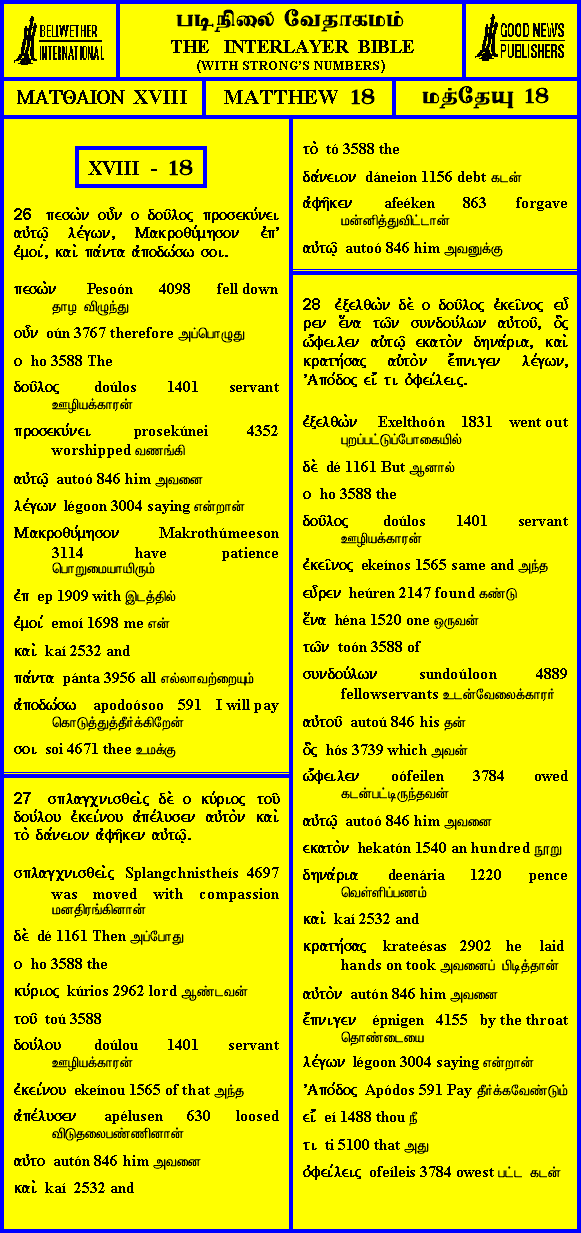 BELLWETHER
INTERNATIONAL
படிநிலை வேதாகமம்
THE INTERLAYER BIBLE
(WITH STRONG'S NUMBERS)
GOOD NEWS
PUBLISHERS
ΜΑΤΘΑΙΟΝ XVIII
MATTHEW 18
மத்தேயு 18
XVIII - 18
26 πεσὼν οὖν ο δοῦλος προσεκύνει
αὐτῷ λέγων, Μακροθύμησον ἐπ'
ἐμοί, καὶ πάντα ἀποδώσω σοι.
πεσὼν Pesoón 4098 fell down
தாழ விழுந்து
οὖν oún 3767 therefore அப்பொழுது
ο ho 3588 The
δοῦλος doúlos 1401 servant
ஊழியக்காரன்
προσεκύνει prosekúnei 4352
worshipped வணங்கி
αὐτῷ autoó 846 him அவனை
λέγων légoon 3004 saying என்றான்
Μακροθύμησον Makrothúmeeson
3114 have patience
பொறுமையாயிரும்
ἐπ ep 1909 with இடத்தில்
ἐμοί emoí 1698 me என்
καὶ kaí 2532 and
πάντα pánta 3956 all எல்லாவற்றையும்
ἀποδώσω apodoósoo 591 I will pay
கொடுத்துத்தீர்க்கிறேன்
σοι soi 4671 thee உமக்கு
27 σπλαγχνισθεὶς δὲ ο κύριος τοῦ
δούλου ἐκείνου ἀπέλυσεν αὐτὸν καὶ
τὸ δάνειον ἀφῆκεν αὐτῷ.
σπλαγχνισθεὶς Splangchnistheís 4697
was moved with compassion
மனதிரங்கினான்
δὲ dé 1161 Then அப்போது
ο ho 3588 the
κύριος kúrios 2962 lord ஆண்டவன்
τοῦ toú 3588
δούλου doúlou 1401 servant
ஊழியக்காரன்
ἐκείνου ekeínou 1565 of that அந்த
ἀπέλυσεν apélusen 630 loosed
விடுதலைபண்ணினான்
αὐτο autón 846 him அவனை
καὶ kaí 2532 and
τὸ tó 3588 the
δάνειον dáneion 1156 debt கடன்
ἀφῆκεν afeéken 863 forgave
மன்னித்துவிட்டான்
αὐτῷ autoó 846 him அவனுக்கு
28 ἐξελθὼν δὲ ο δοῦλος ἐκεῖνος εὗ
ρεν ἕνα τῶν συνδούλων αὐτοῦ, ὃς
ὤφειλεν αὐτῷ εκατὸν δηνάρια, καὶ
κρατήσας αὐτὸν ἔπνιγεν λέγων,
Ἀπόδος εἴ τι ὀφείλεις.
ἐξελθὼν Exelthoón 1831 went out
புறப்பட்டுப்போகையில்
δὲ dé 1161 But ஆனால்
ο ho 3588 the
δοῦλος doúlos 1401 servant
ஊழியக்காரன்
ἐκεῖνος ekeínos 1565 same and அந்த
εὗρεν heúren 2147 found கண்டு
ἕνα héna 1520 one ஒருவன்
τῶν toón 3588 of
συνδούλων sundoúloon 4889
fellowservants உடன்வேலைக்காரர்
αὐτοῦ autoú 846 his தன்
ὃς hós 3739 which அவன்
ὤφειλεν oófeilen 3784 owed
கடன்பட்டிருந்தவன்
αὐτῷ autoó 846 him அவனை
εκατὸν hekatón 1540 an hundred நூறு
δηνάρια deenária 1220 pence
வெள்ளிப்பணம்
καὶ kaí 2532 and
κρατήσας krateésas 2902 he laid
hands on took அவனைப் பிடித்தான்
αὐτὸν autón 846 him அவனை
ἔπνιγεν épnigen 4155 by the throat
தொண்டையை
λέγων légoon 3004 saying என்றான்
Ἀπόδος Apódos 591 Pay தீர்க்கவேண்டும்
εἴ eí 1488 thou நீ
τι ti 5100 that அது
ὀφείλεις ofeíleis 3784 owest பட்ட கடன்